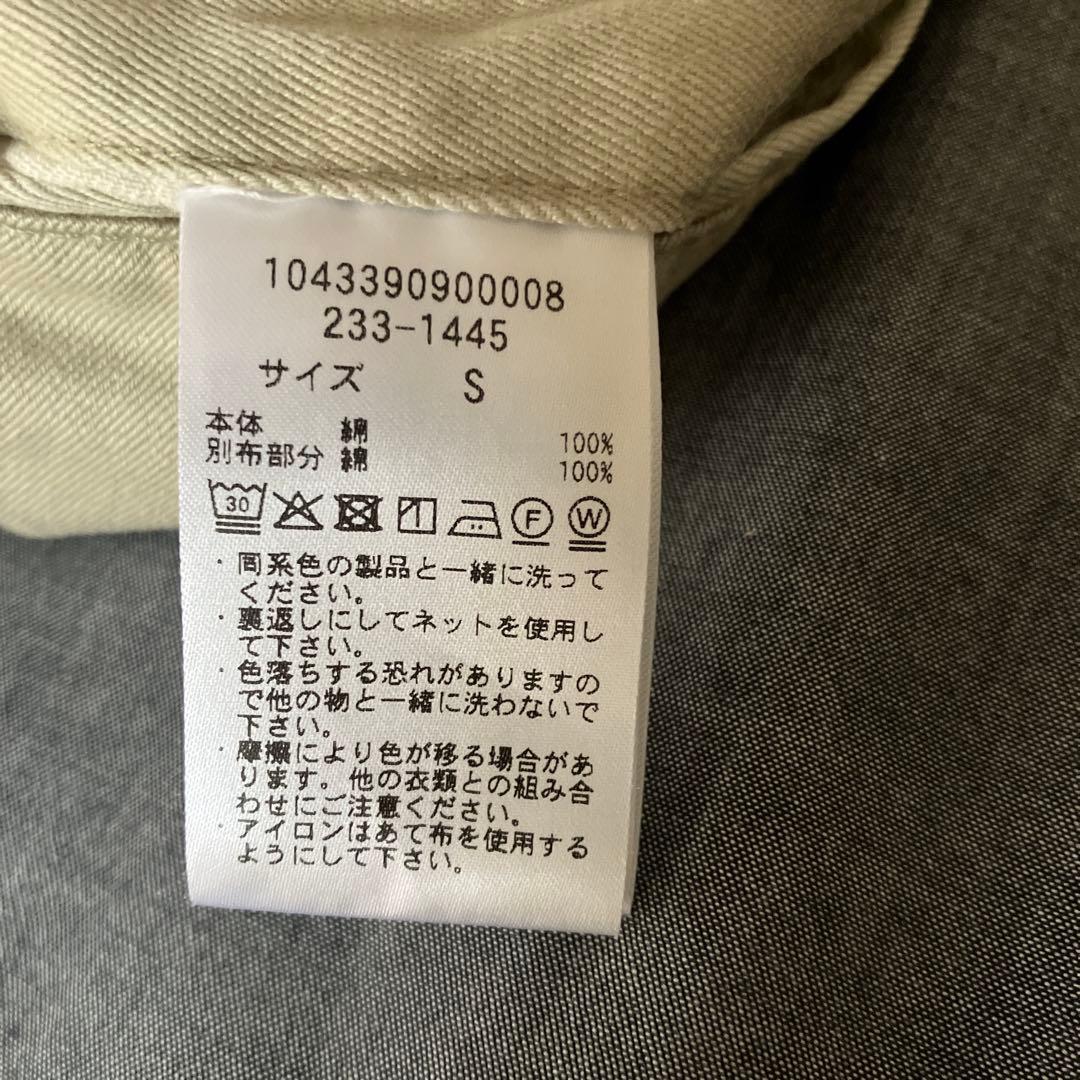 1043390900008
233-1445
サイズ S
本体 綿 100%
別布部分 綿 100%
30 F W
・同系色の製品と一緒に洗って
ください。
・裏返しにしてネットを使用し
て下さい。
・色落ちする恐れがありますの
で他の物と一緒に洗わないで
下さい。
・摩擦により色が移る場合があ
ります。他の衣類との組み合
わせにご注意ください。
・アイロンはあて布を使用する
ようにして下さい。